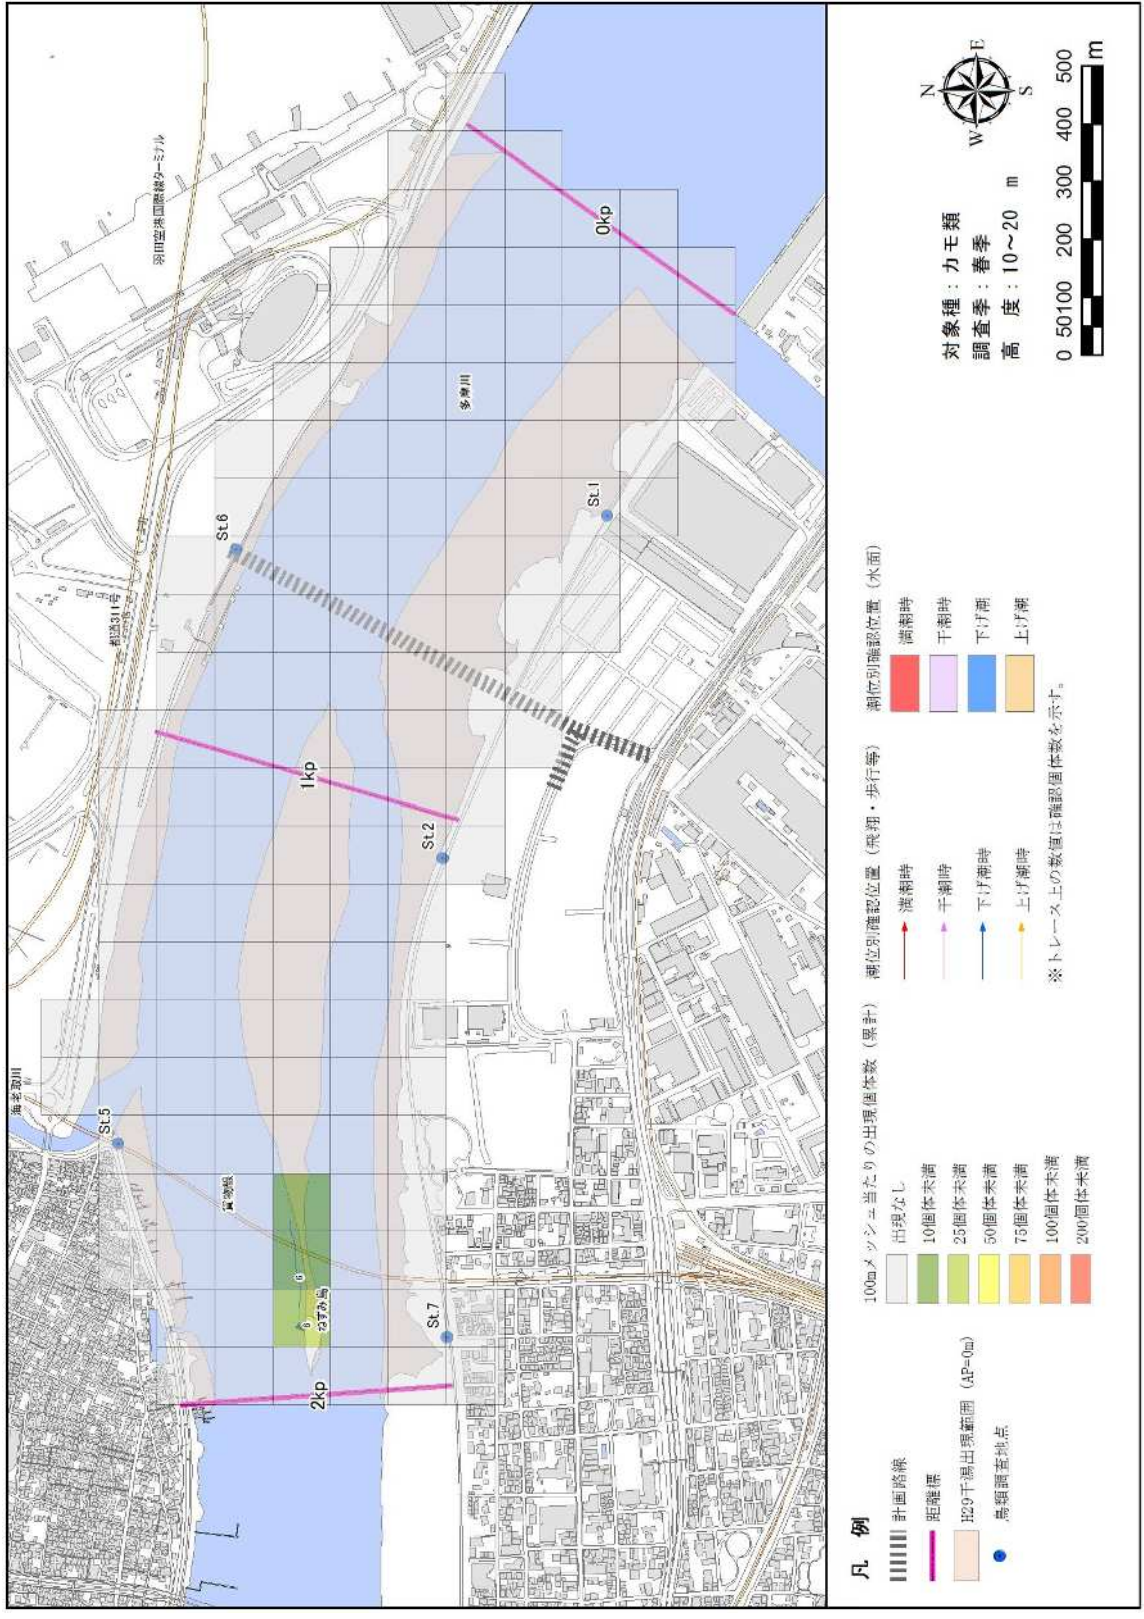 羽田空港国際線ターミナル
都道311号
海老取川
多摩川
貨物線
ねずみ島
0kp
1kp
2kp
St.6
St.1
St.2
St.5
St.7
6
6
N
E
W
S
対象種：カモ類
調査季：春季
高　度：10～20　m
0 50100 200 300 400 500
m
凡　例
計画路線
距離標
H29干潟出現範囲（AP=0m）
鳥類調査地点
100mメッシュ当たりの出現個体数（累計）
出現なし
10個体未満
25個体未満
50個体未満
75個体未満
100個体未満
200個体未満
潮位別確認位置（飛翔・歩行等）
満潮時
干潮時
下げ潮時
上げ潮時
※トレース上の数値は確認個体数を示す。
潮位別確認位置（水面）
満潮時
干潮時
下げ潮
上げ潮